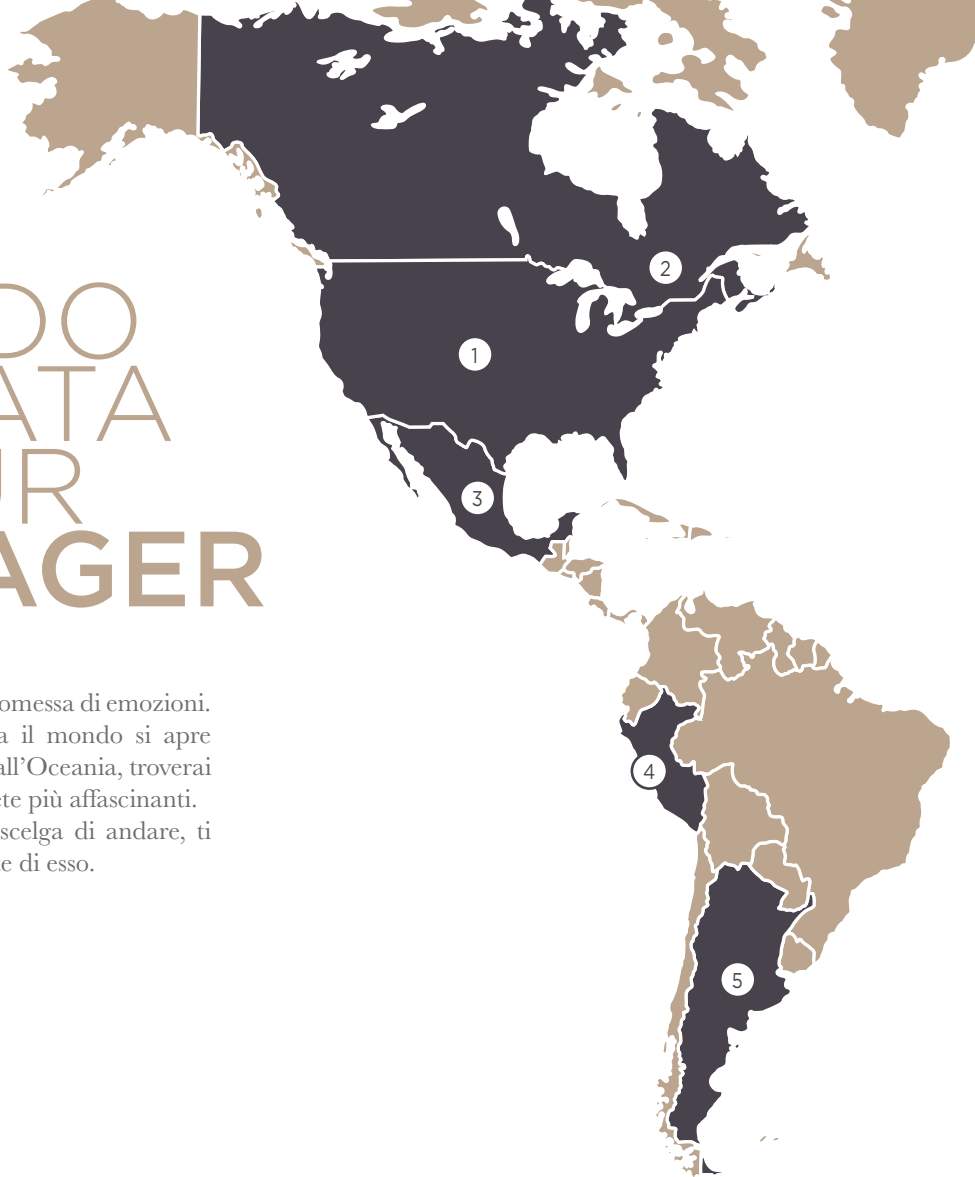 DO
ATA
UR
AGER
omessa di emozioni.
a il mondo si apre
all’Oceania, troverai
ete più affascinanti.
scelga di andare, ti
e di esso.
2
1
3
4
5